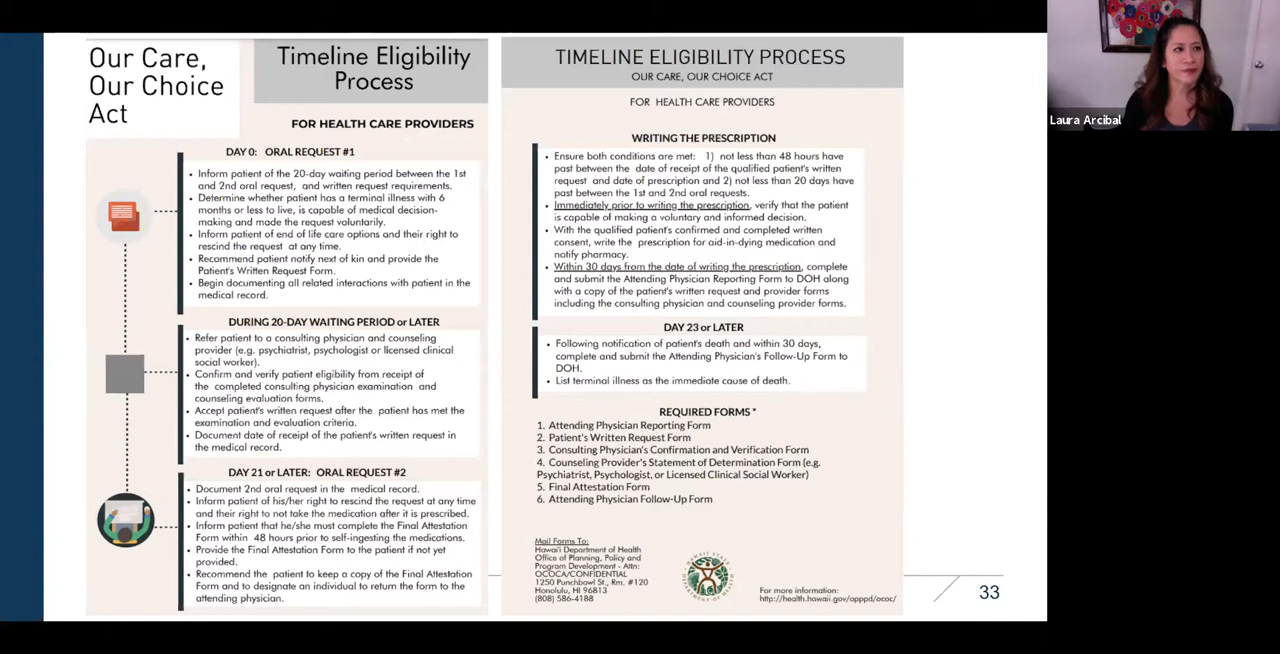 Our Care,
Our Choice
Act
Timeline Eligibility
Process
FOR HEALTH CARE PROVIDERS
DAY 0: ORAL REQUEST #1
• Inform patient of the 20-day waiting period between the 1st
and 2nd oral request, and written request requirements.
• Determine whether patient has a terminal illness with 6
months or less to live, is capable of medical decision-
making and made the request voluntarily.
• Inform patient of end of life care options and their right to
rescind the request at any time.
• Recommend patient notify next of kin and provide the
Patient's Written Request Form.
• Begin documenting all related interactions with patient in the
medical record.
DURING 20-DAY WAITING PERIOD or LATER
• Refer patient to a consulting physician and counseling
provider (e.g. psychiatrist, psychologist or licensed clinical
social worker).
• Confirm and verify patient eligibility from receipt of
the completed consulting physician examination and
counseling evaluation forms.
• Accept patient's written request after the patient has met the
examination and evaluation criteria.
• Document date of receipt of the patient's written request in
the medical record.
DAY 21 or LATER: ORAL REQUEST #2
• Document 2nd oral request in the medical record.
• Inform patient of his/her right to rescind the request at any time
and their right to not take the medication after it is prescribed.
• Inform patient that he/she must complete the Final Attestation
Form within 48 hours prior to self-ingesting the medications.
• Provide the Final Attestation Form to the patient if not yet
provided.
• Recommend the patient to keep a copy of the Final Attestation
Form and to designate an individual to return the form to the
attending physician.
TIMELINE ELIGIBILITY PROCESS
OUR CARE, OUR CHOICE ACT
FOR HEALTH CARE PROVIDERS
WRITING THE PRESCRIPTION
• Ensure both conditions are met: 1) not less than 48 hours have
past between the date of receipt of the qualified patient's written
request and date of prescription and 2) not less than 20 days have
past between the 1st and 2nd oral requests.
• Immediately prior to writing the prescription, verify that the patient
is capable of making a voluntary and informed decision.
• With the qualified patient's confirmed and completed written
consent, write the prescription for aid-in-dying medication and
notify pharmacy.
• Within 30 days from the date of writing the prescription, complete
and submit the Attending Physician Reporting Form to DOH along
with a copy of the patient's written request and provider forms
including the consulting physician and counseling provider forms.
DAY 23 or LATER
• Following notification of patient's death and within 30 days,
complete and submit the Attending Physician's Follow-Up Form to
DOH.
• List terminal illness as the immediate cause of death.
REQUIRED FORMS *
1. Attending Physician Reporting Form
2. Patient's Written Request Form
3. Consulting Physician's Confirmation and Verification Form
4. Counseling Provider's Statement of Determination Form (e.g.
Psychiatrist, Psychologist, or Licensed Clinical Social Worker)
5. Final Attestation Form
6. Attending Physician Follow-Up Form
Mail Forms To:
Hawai'i Department of Health
Office of Planning, Policy and
Program Development - Attn:
OCOCA/CONFIDENTIAL
1250 Punchbowl St., Rm. #120
Honolulu, HI 96813
(808) 586-4188
For more information:
http://health.hawaii.gov/opppd/ococ/
33
Laura Arcibal